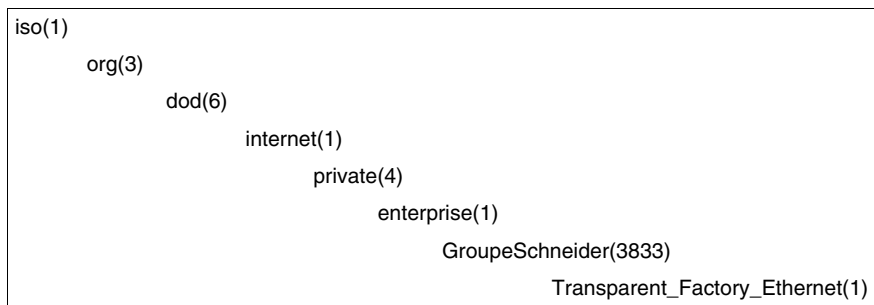 iso(1)
org(3)
dod(6)
internet(1)
private(4)
enterprise(1)
GroupeSchneider(3833)
Transparent_Factory_Ethernet(1)